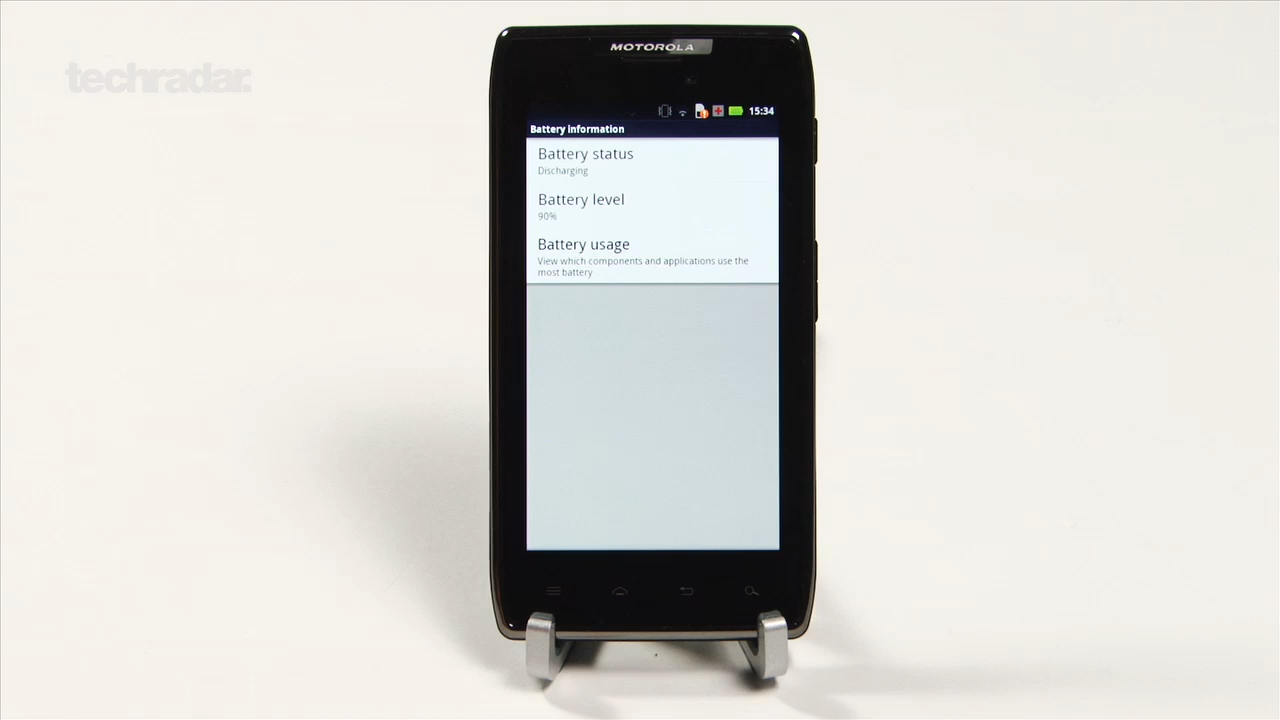 techradar.
MOTOROLA
15:34
Battery information
Battery status
Discharging
Battery level
90%
Battery usage
View which components and applications use the
most battery